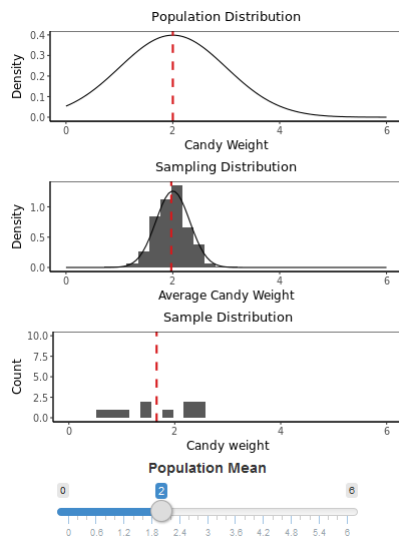 Population Distribution
Density
0.4
0.3
0.2
0.1
0.0
0 2 4 6
Candy Weight
Sampling Distribution
Density
1.0
0.5
0.0
0 2 4 6
Average Candy Weight
Sample Distribution
Count
10.0
7.5
5.0
2.5
0.0
0 2 4 6
Candy weight
Population Mean
0 2 6
0 0.6 1.2 1.8 2.4 3 3.6 4.2 4.8 5.4 6